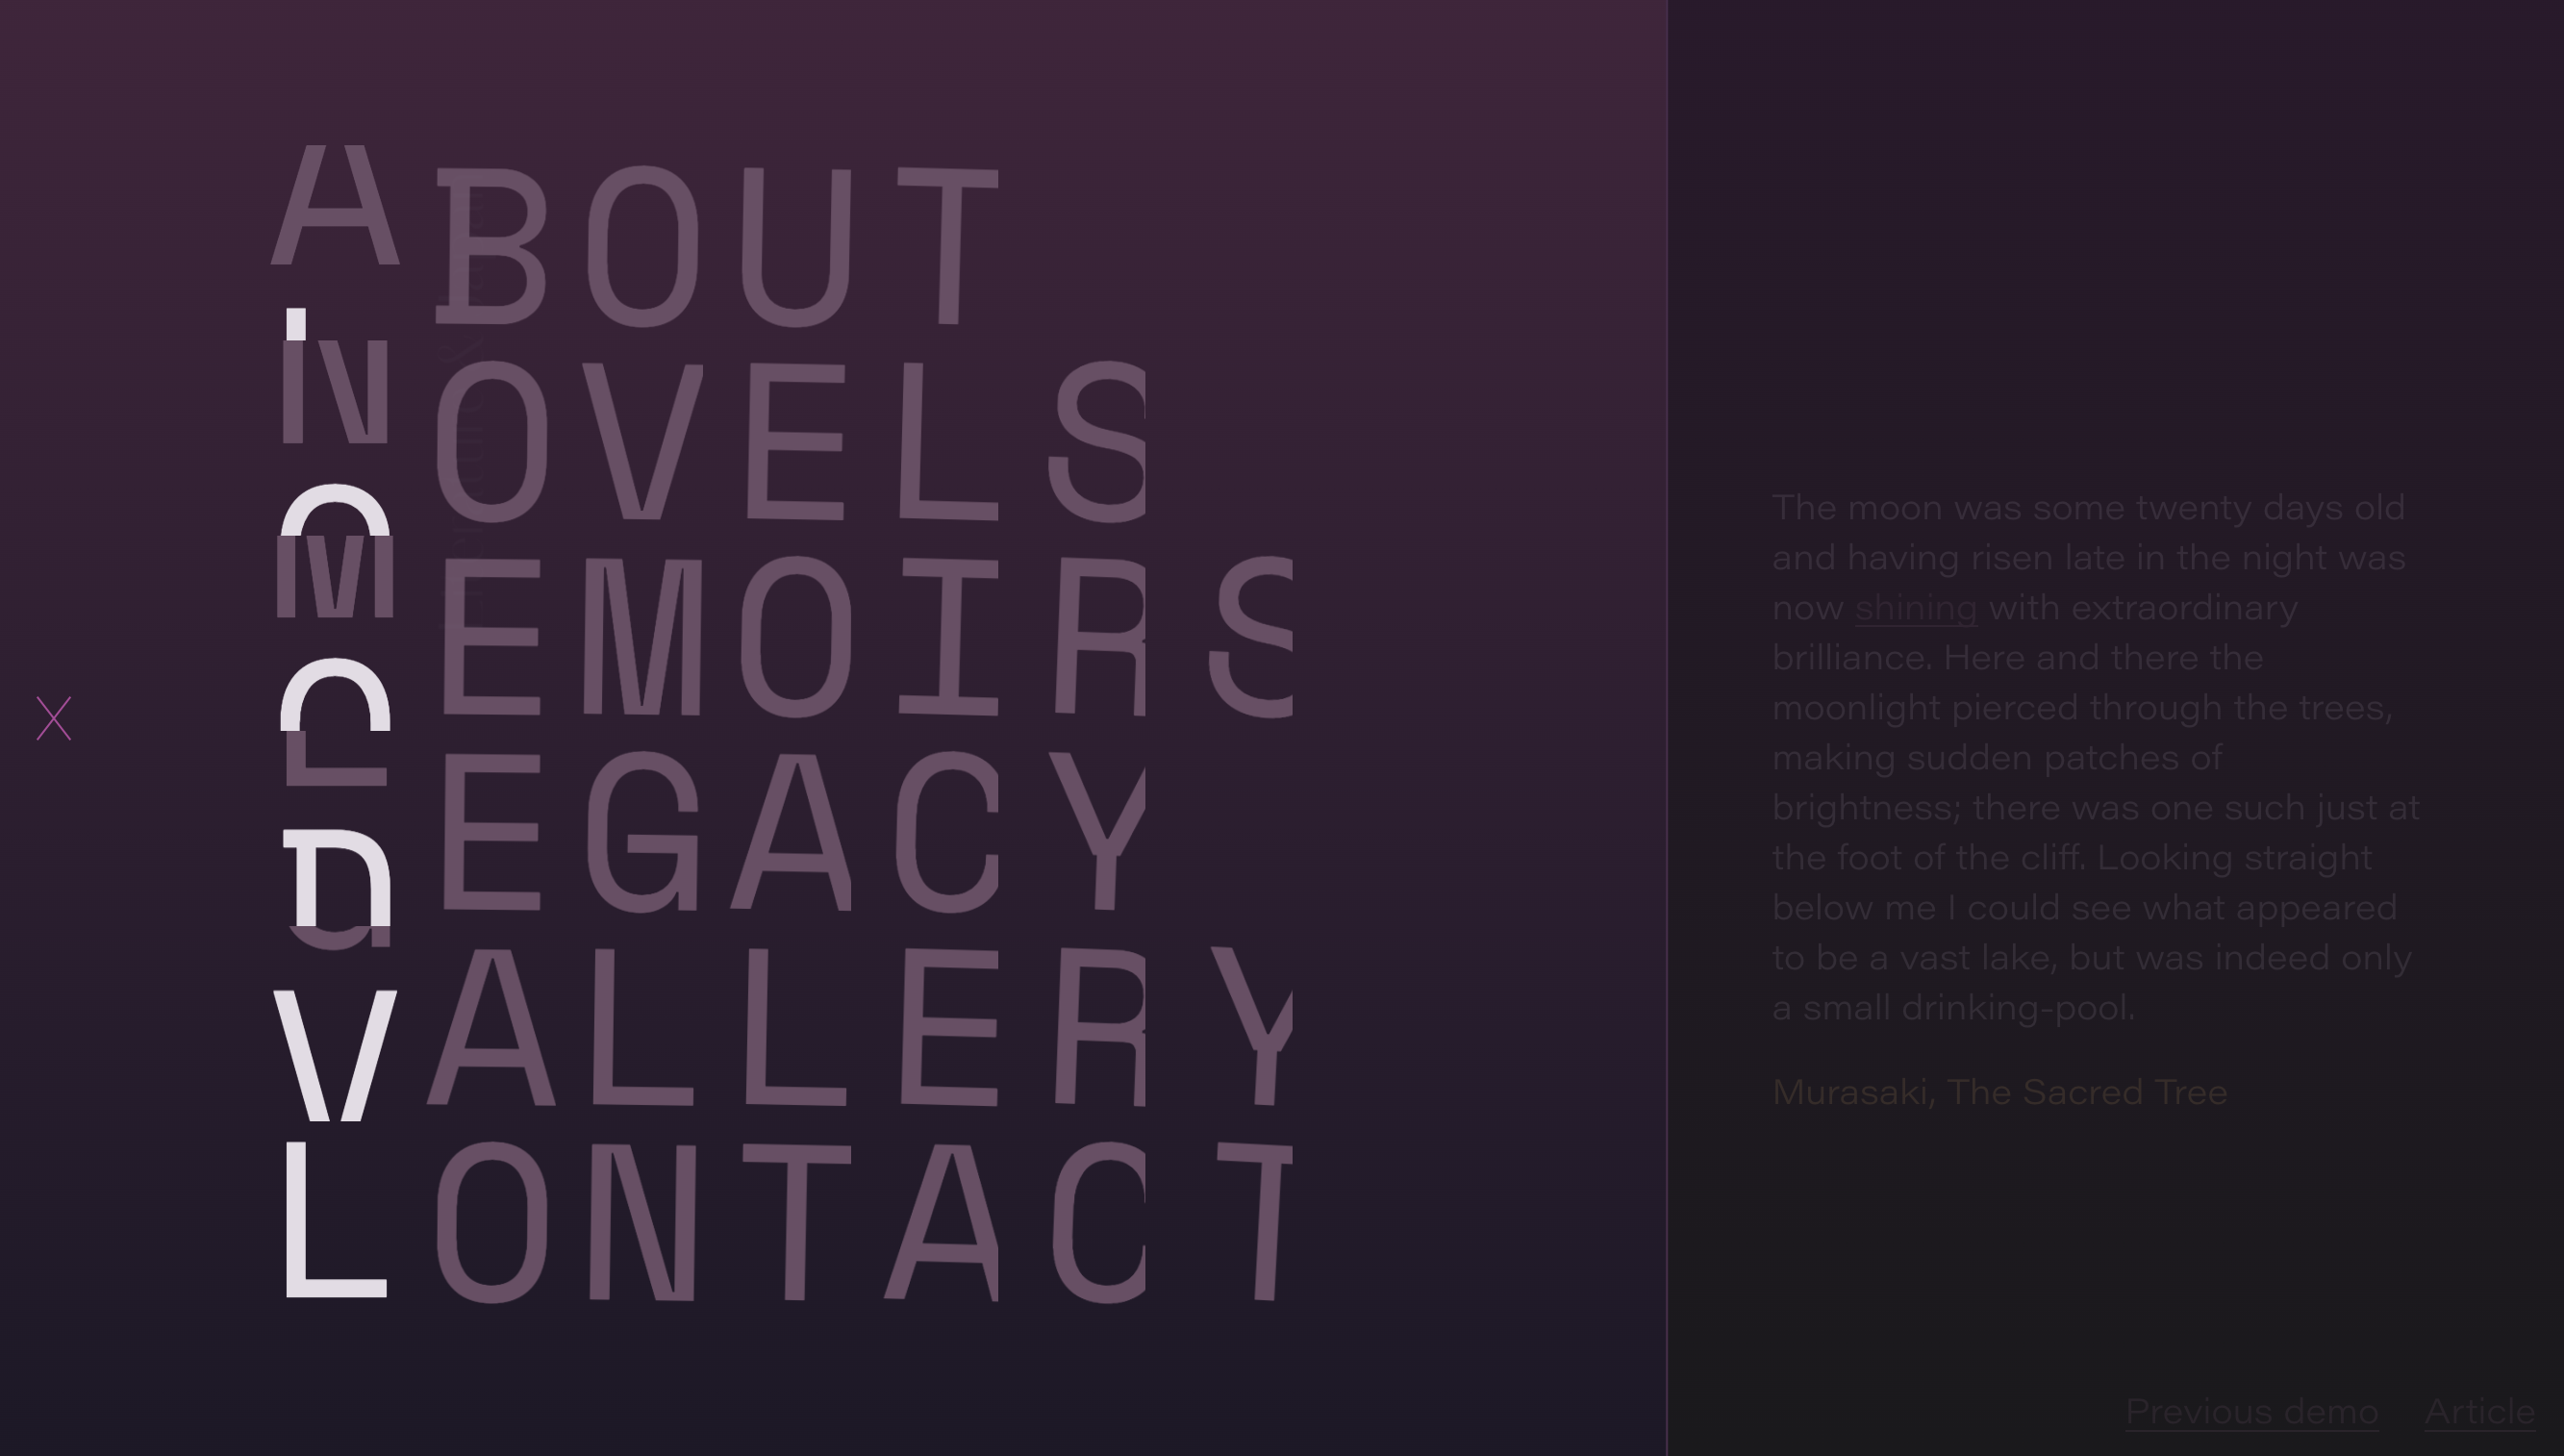 ABOUT
NOVELS
MEMOIRS
LEGACY
GALLERY
CONTACT
The moon was some twenty days old
and having risen late in the night was
now shining with extraordinary
brilliance. Here and there the
moonlight pierced through the trees,
making sudden patches of
brightness; there was one such just at
the foot of the cliff. Looking straight
below me I could see what appeared
to be a vast lake, but was indeed only
a small drinking-pool.
Murasaki, The Sacred Tree
Previous demo Article